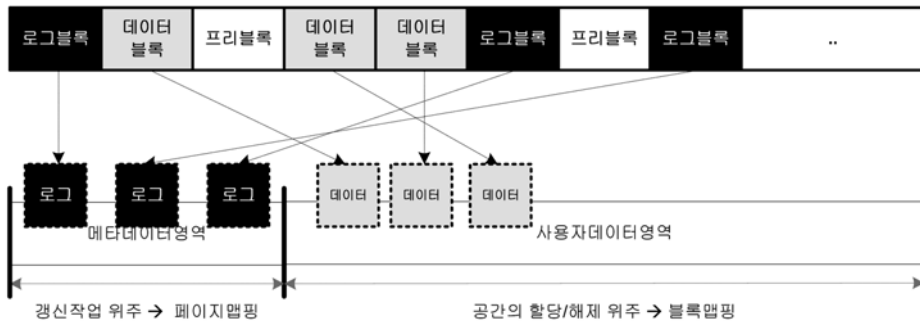 로그블록
데이터
블록
프리블록
데이터
블록
데이터
블록
로그블록
프리블록
로그블록
..
로그
로그
로그
데이터
데이터
데이터
메타데이터영역
사용자데이터영역
갱신작업 위주 → 페이지맵핑
공간의 할당/해제 위주 → 블록맵핑